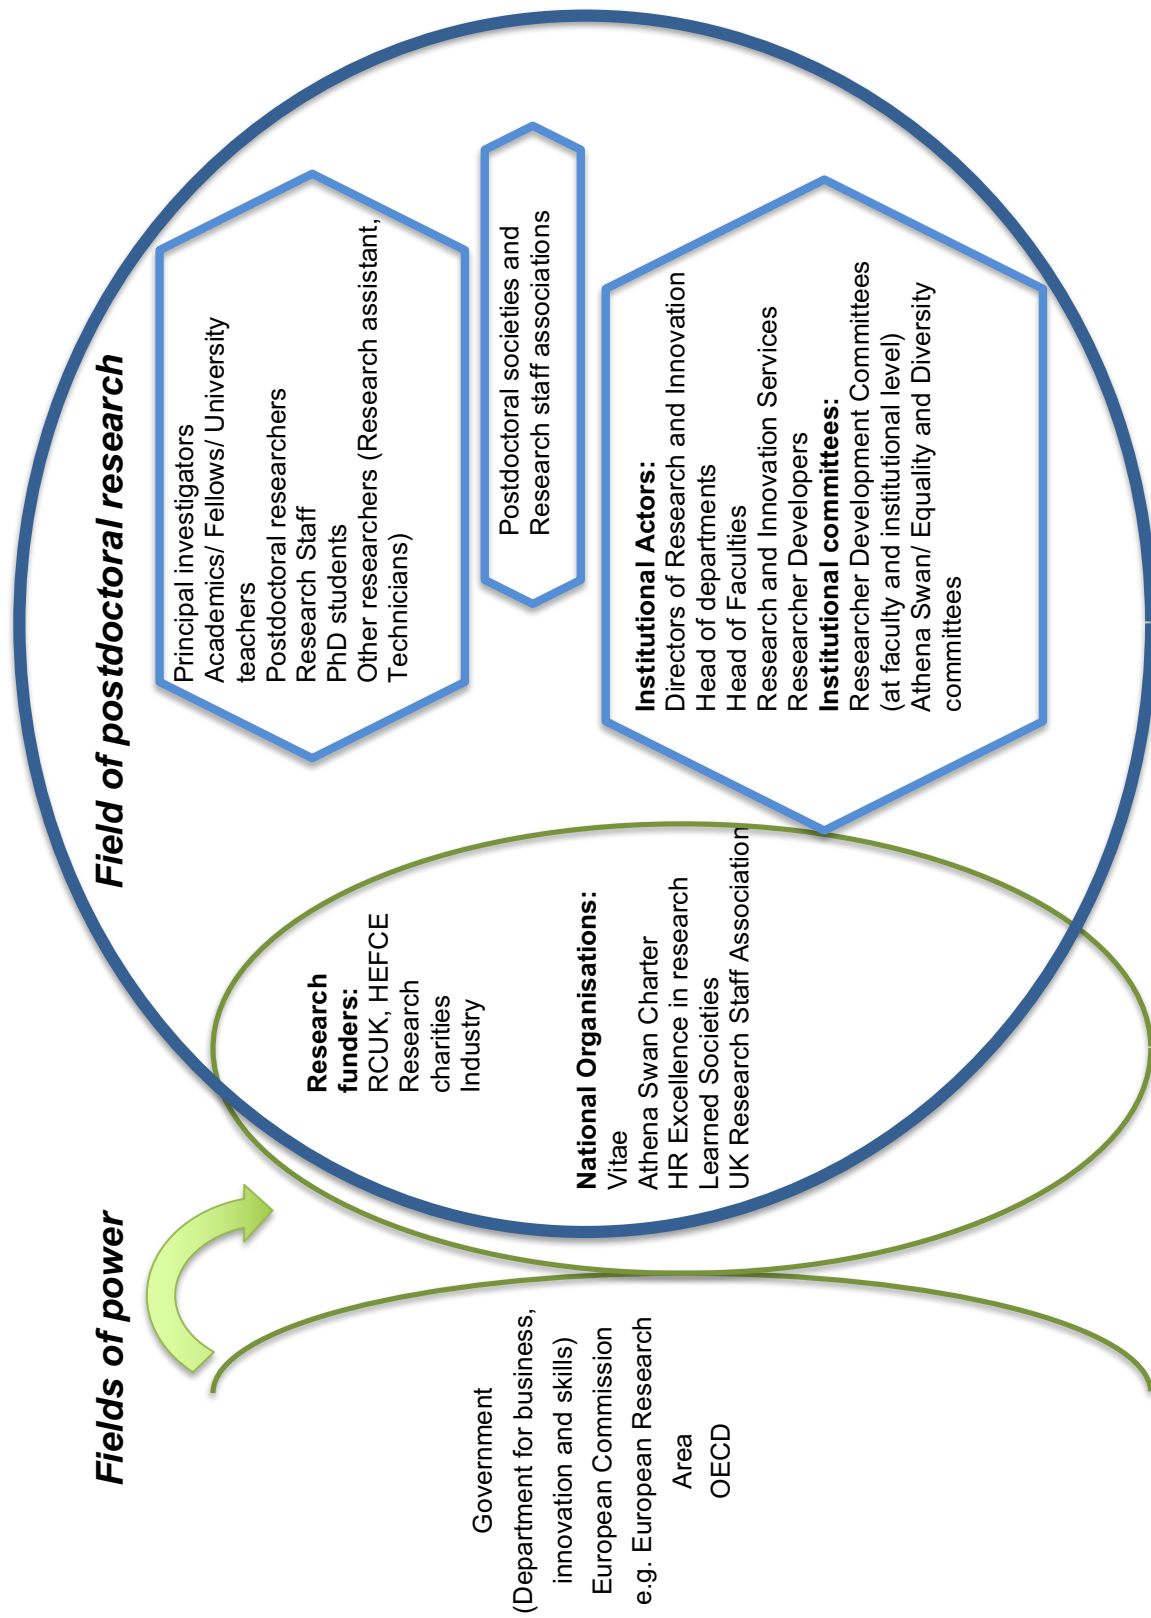 Fields of power
Field of postdoctoral research
Government
(Department for business,
innovation and skills)
European Commission
e.g. European Research
Area
OECD
Research
funders:
RCUK, HEFCE
Research
charities
Industry
National Organisations:
Vitae
Athena Swan Charter
HR Excellence in research
Learned Societies
UK Research Staff Association
Principal investigators
Academics/ Fellows/ University
teachers
Postdoctoral researchers
Research Staff
PhD students
Other researchers (Research assistant,
Technicians)
Postdoctoral societies and
Research staff associations
Institutional Actors:
Directors of Research and Innovation
Head of departments
Head of Faculties
Research and Innovation Services
Researcher Developers
Institutional committees:
Researcher Development Committees
(at faculty and institutional level)
Athena Swan/ Equality and Diversity
committees